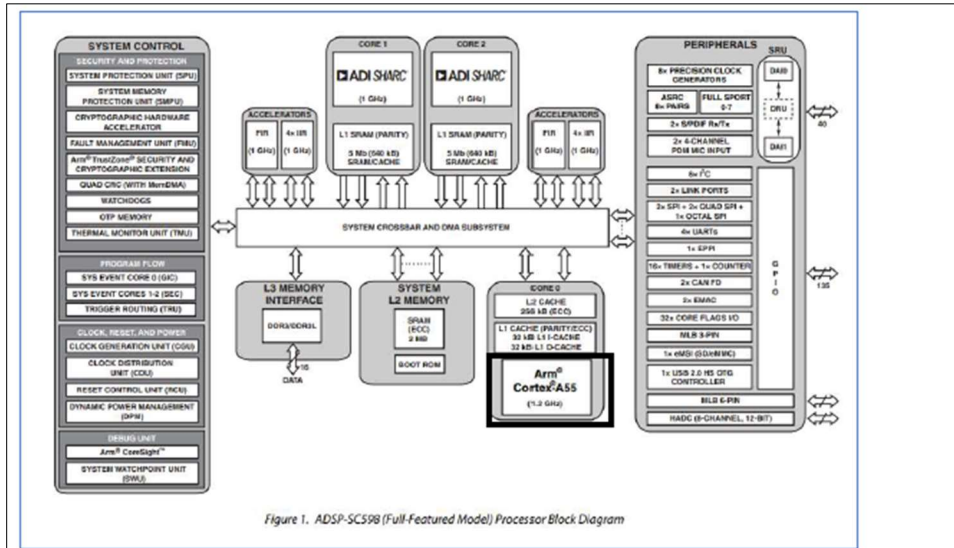 SYSTEM CONTROL
SECURITY AND PROTECTION
SYSTEM PROTECTION UNIT (SPU)
SYSTEM MEMORY
PROTECTION UNIT (SMPU)
CRYPTOGRAPHIC HARDWARE
ACCELERATOR
FAULT MANAGEMENT UNIT (FMU)
Arm® TrustZone® SECURITY AND
CRYPTOGRAPHIC EXTENSION
QUAD CRC (WITH MemDMA)
WATCHDOGS
OTP MEMORY
THERMAL MONITOR UNIT (TMU)
PROGRAM FLOW
SYS EVENT CORE 0 (GIC)
SYS EVENT CORES 1-2 (SEC)
TRIGGER ROUTING (TRU)
CLOCK, RESET, AND POWER
CLOCK GENERATION UNIT (CGU)
CLOCK DISTRIBUTION
UNIT (CDU)
RESET CONTROL UNIT (RCU)
DYNAMIC POWER MANAGEMENT
(DPM)
DEBUG UNIT
Arm® CoreSight™
SYSTEM WATCHPOINT UNIT
(SWU)
ACCELERATORS
FIR
(1 GHz)
4x IIR
(1 GHz)
CORE 1
ADI SHARC
(1 GHz)
L1 SRAM (PARITY)
5 Mb (640 kB)
SRAM/CACHE
CORE 2
ADI SHARC
(1 GHz)
L1 SRAM (PARITY)
5 Mb (640 kB)
SRAM/CACHE
ACCELERATORS
FIR
(1 GHz)
4x IIR
(1 GHz)
SYSTEM CROSSBAR AND DMA SUBSYSTEM
L3 MEMORY
INTERFACE
DDR3/DDR3L
16
DATA
SYSTEM
L2 MEMORY
SRAM
(ECC)
2 MB
BOOT ROM
CORE 0
L2 CACHE
256 kB (ECC)
L1 CACHE (PARITY/ECC)
32 kB L1 I-CACHE
32 kB L1 D-CACHE
Arm®
Cortex®-A55
(1.2 GHz)
PERIPHERALS
SRU
8x PRECISION CLOCK
GENERATORS
ASRC
8x PAIRS
FULL SPORT
0-7
2x S/PDIF Rx/Tx
2x 4-CHANNEL
PDM MIC INPUT
DAI0
DRU
DAI1
40
6x I²C
2x LINK PORTS
2x SPI + 2x QUAD SPI +
1x OCTAL SPI
4x UARTs
1x EPPI
16x TIMERS + 1x COUNTER
2x CAN FD
2x EMAC
32x CORE FLAGS I/O
MLB 3-PIN
1x eMSI (SD/eMMC)
1x USB 2.0 HS OTG
CONTROLLER
GPIO
135
MLB 6-PIN
HADC (8-CHANNEL, 12-BIT)
Figure 1. ADSP-SC598 (Full-Featured Model) Processor Block Diagram